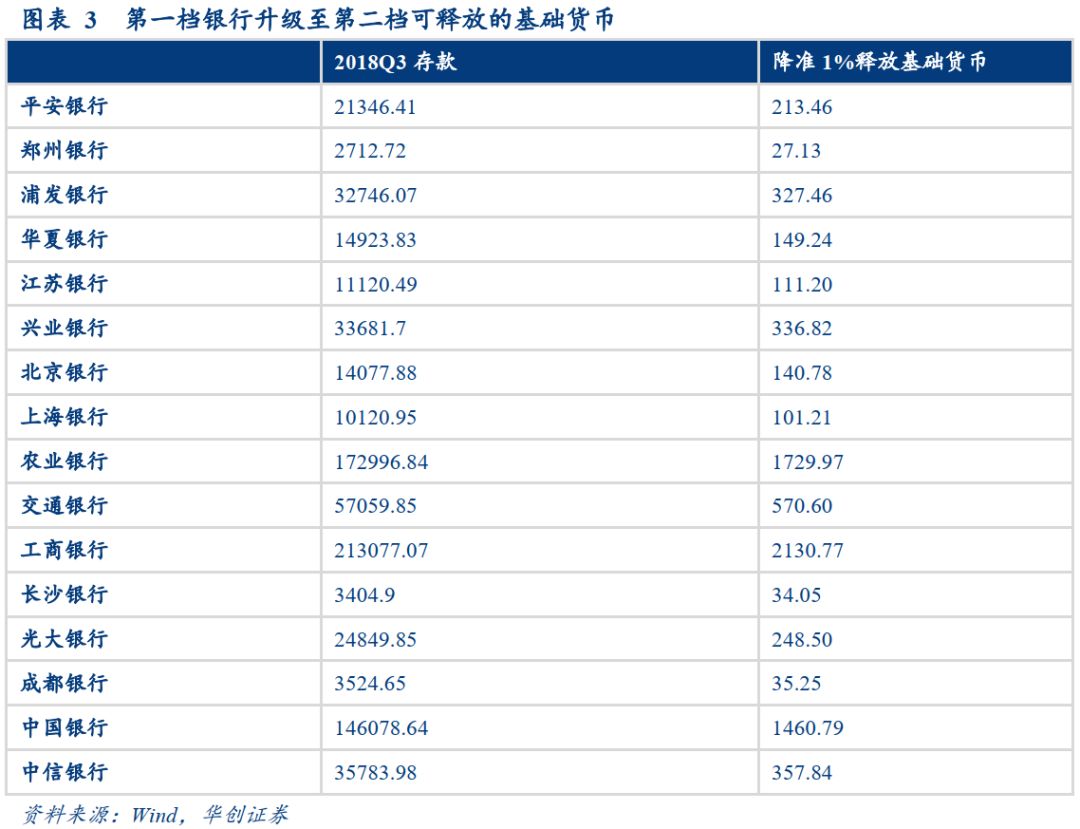 图表 3 第一档银行升级至第二档可释放的基础货币
2018Q3 存款 降准 1%释放基础货币
平安银行 21346.41 213.46
郑州银行 2712.72 27.13
浦发银行 32746.07 327.46
华夏银行 14923.83 149.24
江苏银行 11120.49 111.20
兴业银行 33681.7 336.82
北京银行 14077.88 140.78
上海银行 10120.95 101.21
农业银行 172996.84 1729.97
交通银行 57059.85 570.60
工商银行 213077.07 2130.77
长沙银行 3404.9 34.05
光大银行 24849.85 248.50
成都银行 3524.65 35.25
中国银行 146078.64 1460.79
中信银行 35783.98 357.84
资料来源：Wind，华创证券